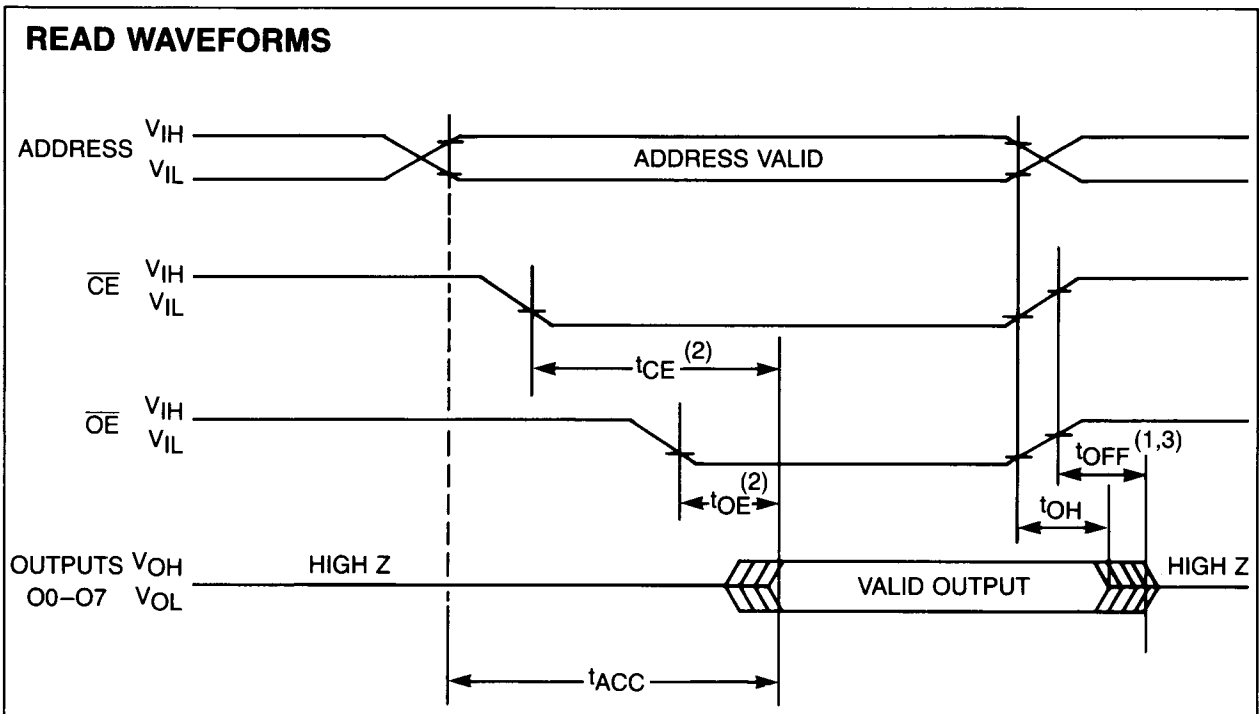 READ WAVEFORMS
ADDRESS VIH
VIL
ADDRESS VALID
CE VIH
VIL
tCE (2)
OE VIH
VIL
tOFF (1,3)
tOE (2)
tOH
OUTPUTS VOH
O0–O7 VOL
HIGH Z
VALID OUTPUT
HIGH Z
tACC